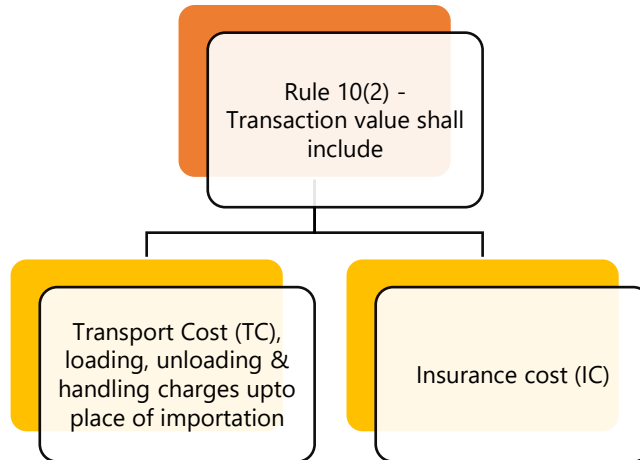 Rule 10(2) -
Transaction value shall
include
Transport Cost (TC),
loading, unloading &
handling charges upto
place of importation
Insurance cost (IC)